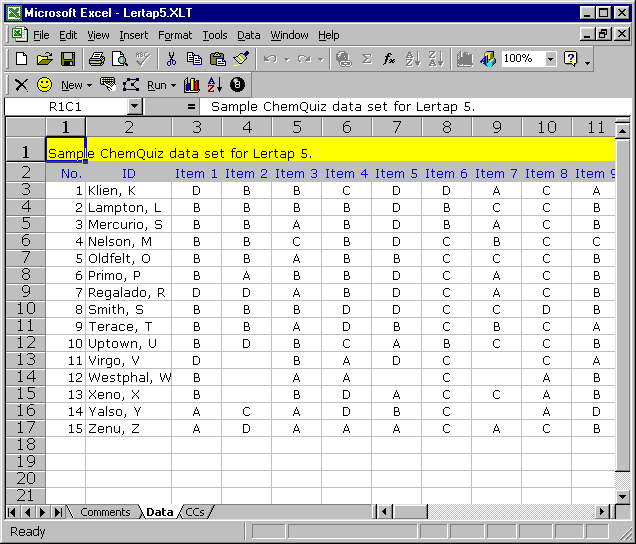 Microsoft Excel - Lertap5.XLT
File Edit View Insert Format Tools Data Window Help
ABC Σ fx A Z Z A 100% ?
New Run A Z 8
R1C1 = Sample ChemQuiz data set for Lertap 5.
1 2 3 4 5 6 7 8 9 10 11
1 Sample ChemQuiz data set for Lertap 5.
2 No. ID Item 1 Item 2 Item 3 Item 4 Item 5 Item 6 Item 7 Item 8 Item 9
3 1 Klien, K D B B C D D A C A
4 2 Lampton, L B B B B D B C C B
5 3 Mercurio, S B B A B D B A C B
6 4 Nelson, M B B C B D C B C C
7 5 Oldfelt, O B B A B B C C C B
8 6 Primo, P B A B B D C A C B
9 7 Regalado, R D D A B D C A C B
10 8 Smith, S B B B D D C C D B
11 9 Terace, T B B A D B C B C A
12 10 Uptown, U B D B C A B C C B
13 11 Virgo, V D B A D C C A
14 12 Westphal, W B A A C A B
15 13 Xeno, X B B D A C C A B
16 14 Yalso, Y A C A D B C A D
17 15 Zenu, Z A D A A A C A C B
18
19
20
21
Comments Data CCs
Ready